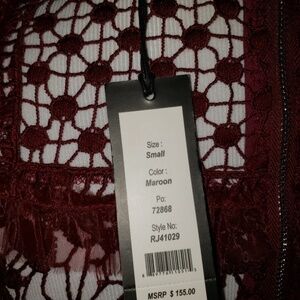 Size :
Small
Color :
Maroon
Po:
72868
Style No:
RJ41029
MSRP $ 155.00